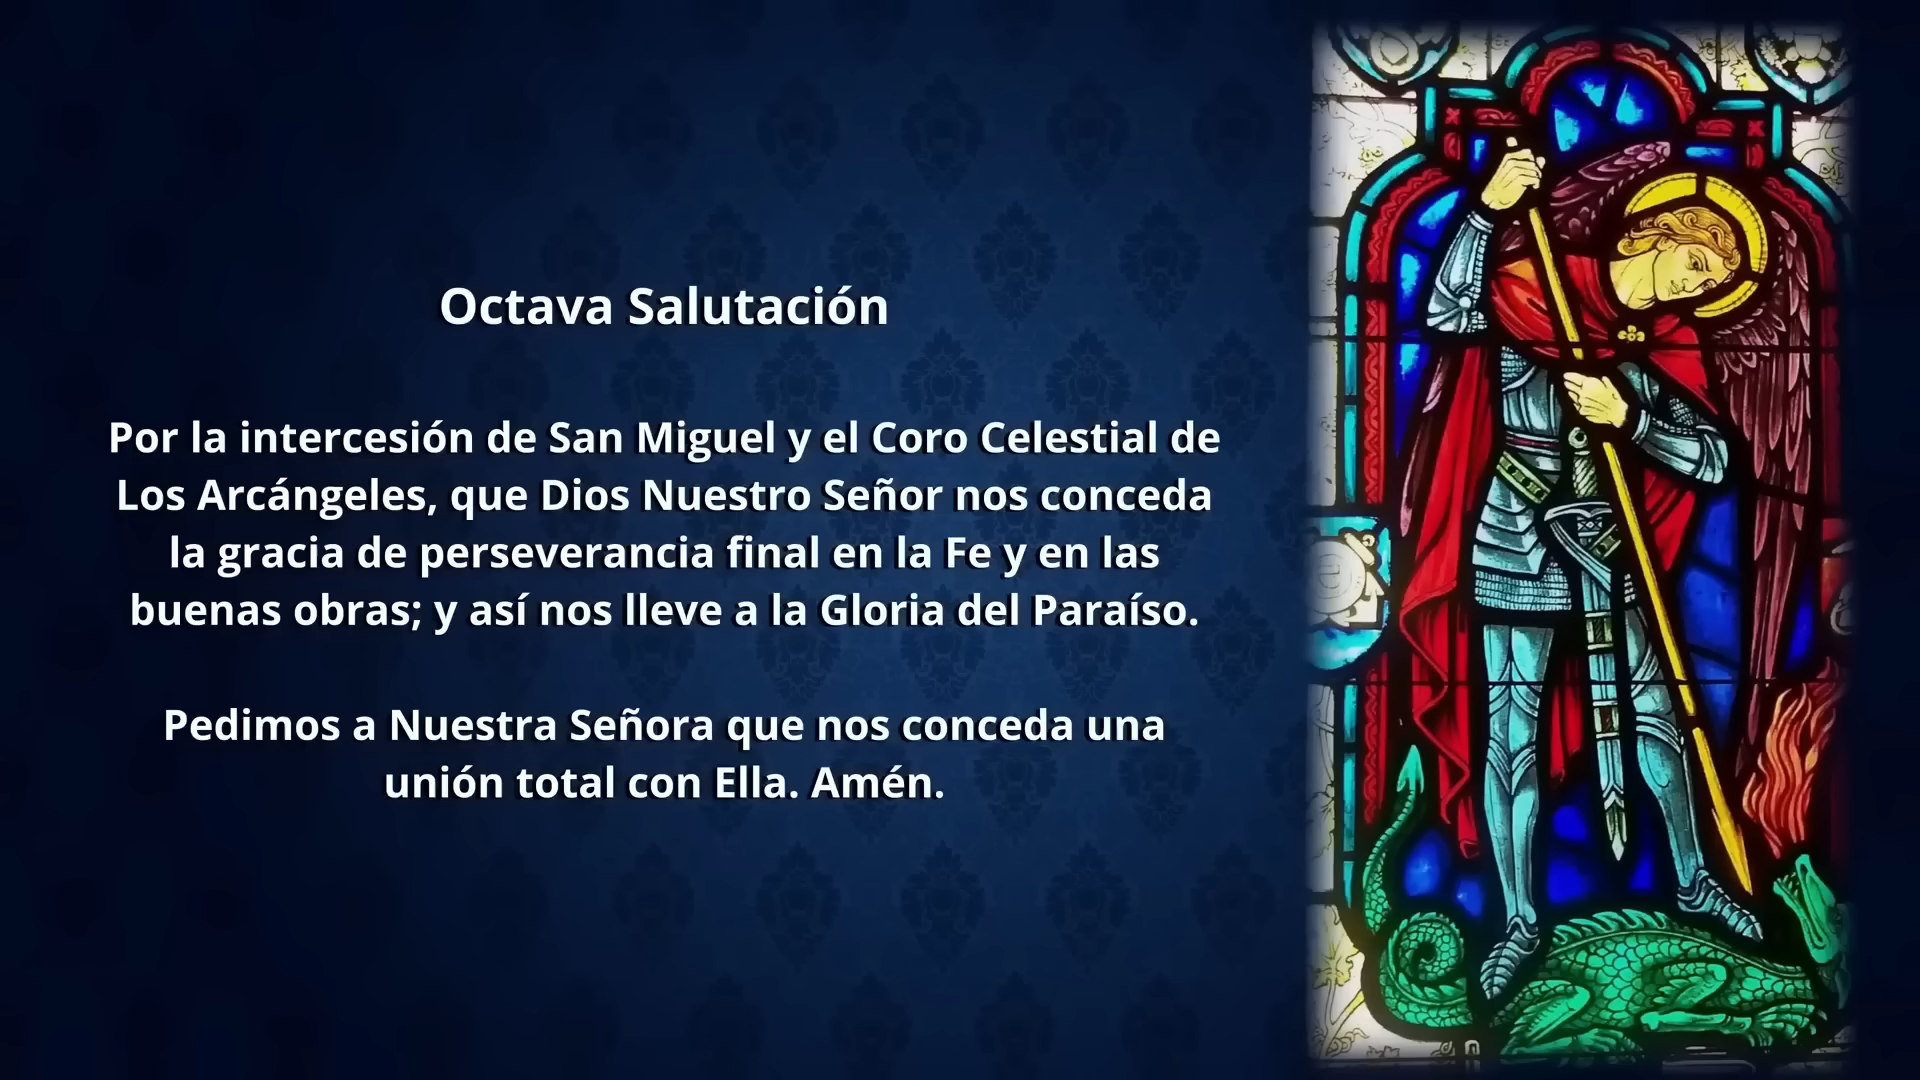 Octava Salutación
Por la intercesión de San Miguel y el Coro Celestial de
Los Arcángeles, que Dios Nuestro Señor nos conceda
la gracia de perseverancia final en la Fe y en las
buenas obras; y así nos lleve a la Gloria del Paraíso.
Pedimos a Nuestra Señora que nos conceda una
unión total con Ella. Amén.